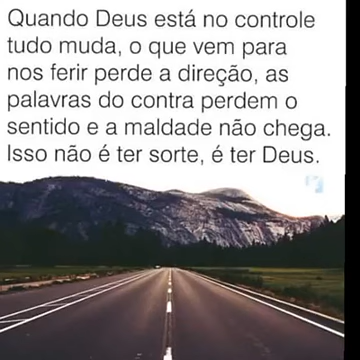 Quando Deus está no controle
tudo muda, o que vem para
nos ferir perde a direção, as
palavras do contra perdem o
sentido e a maldade não chega.
Isso não é ter sorte, é ter Deus.